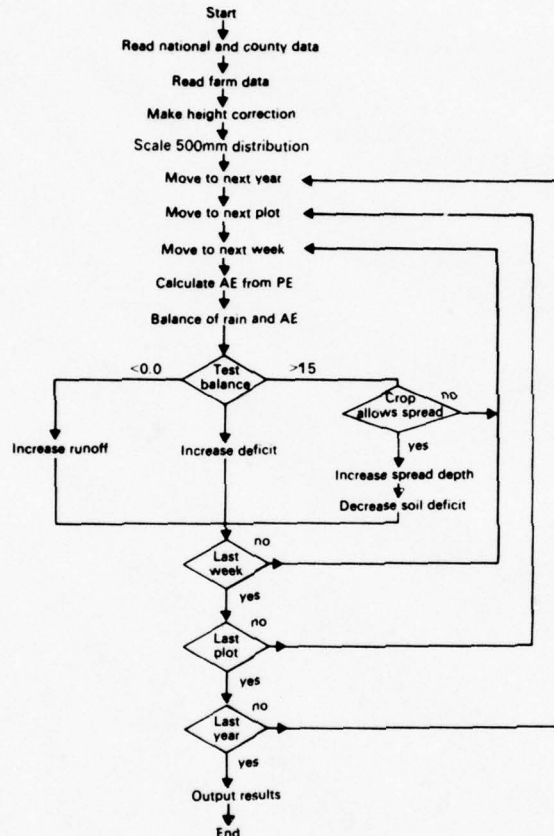 Start
Read national and county data
Read farm data
Make height correction
Scale 500mm distribution
Move to next year
Move to next plot
Move to next week
Calculate AE from PE
Balance of rain and AE
<0.0
Test
balance
>15
Crop
allows spread
no
yes
Increase runoff
Increase deficit
Increase spread depth
Decrease soil deficit
Last
week
no
yes
Last
plot
no
yes
Last
year
no
yes
Output results
End